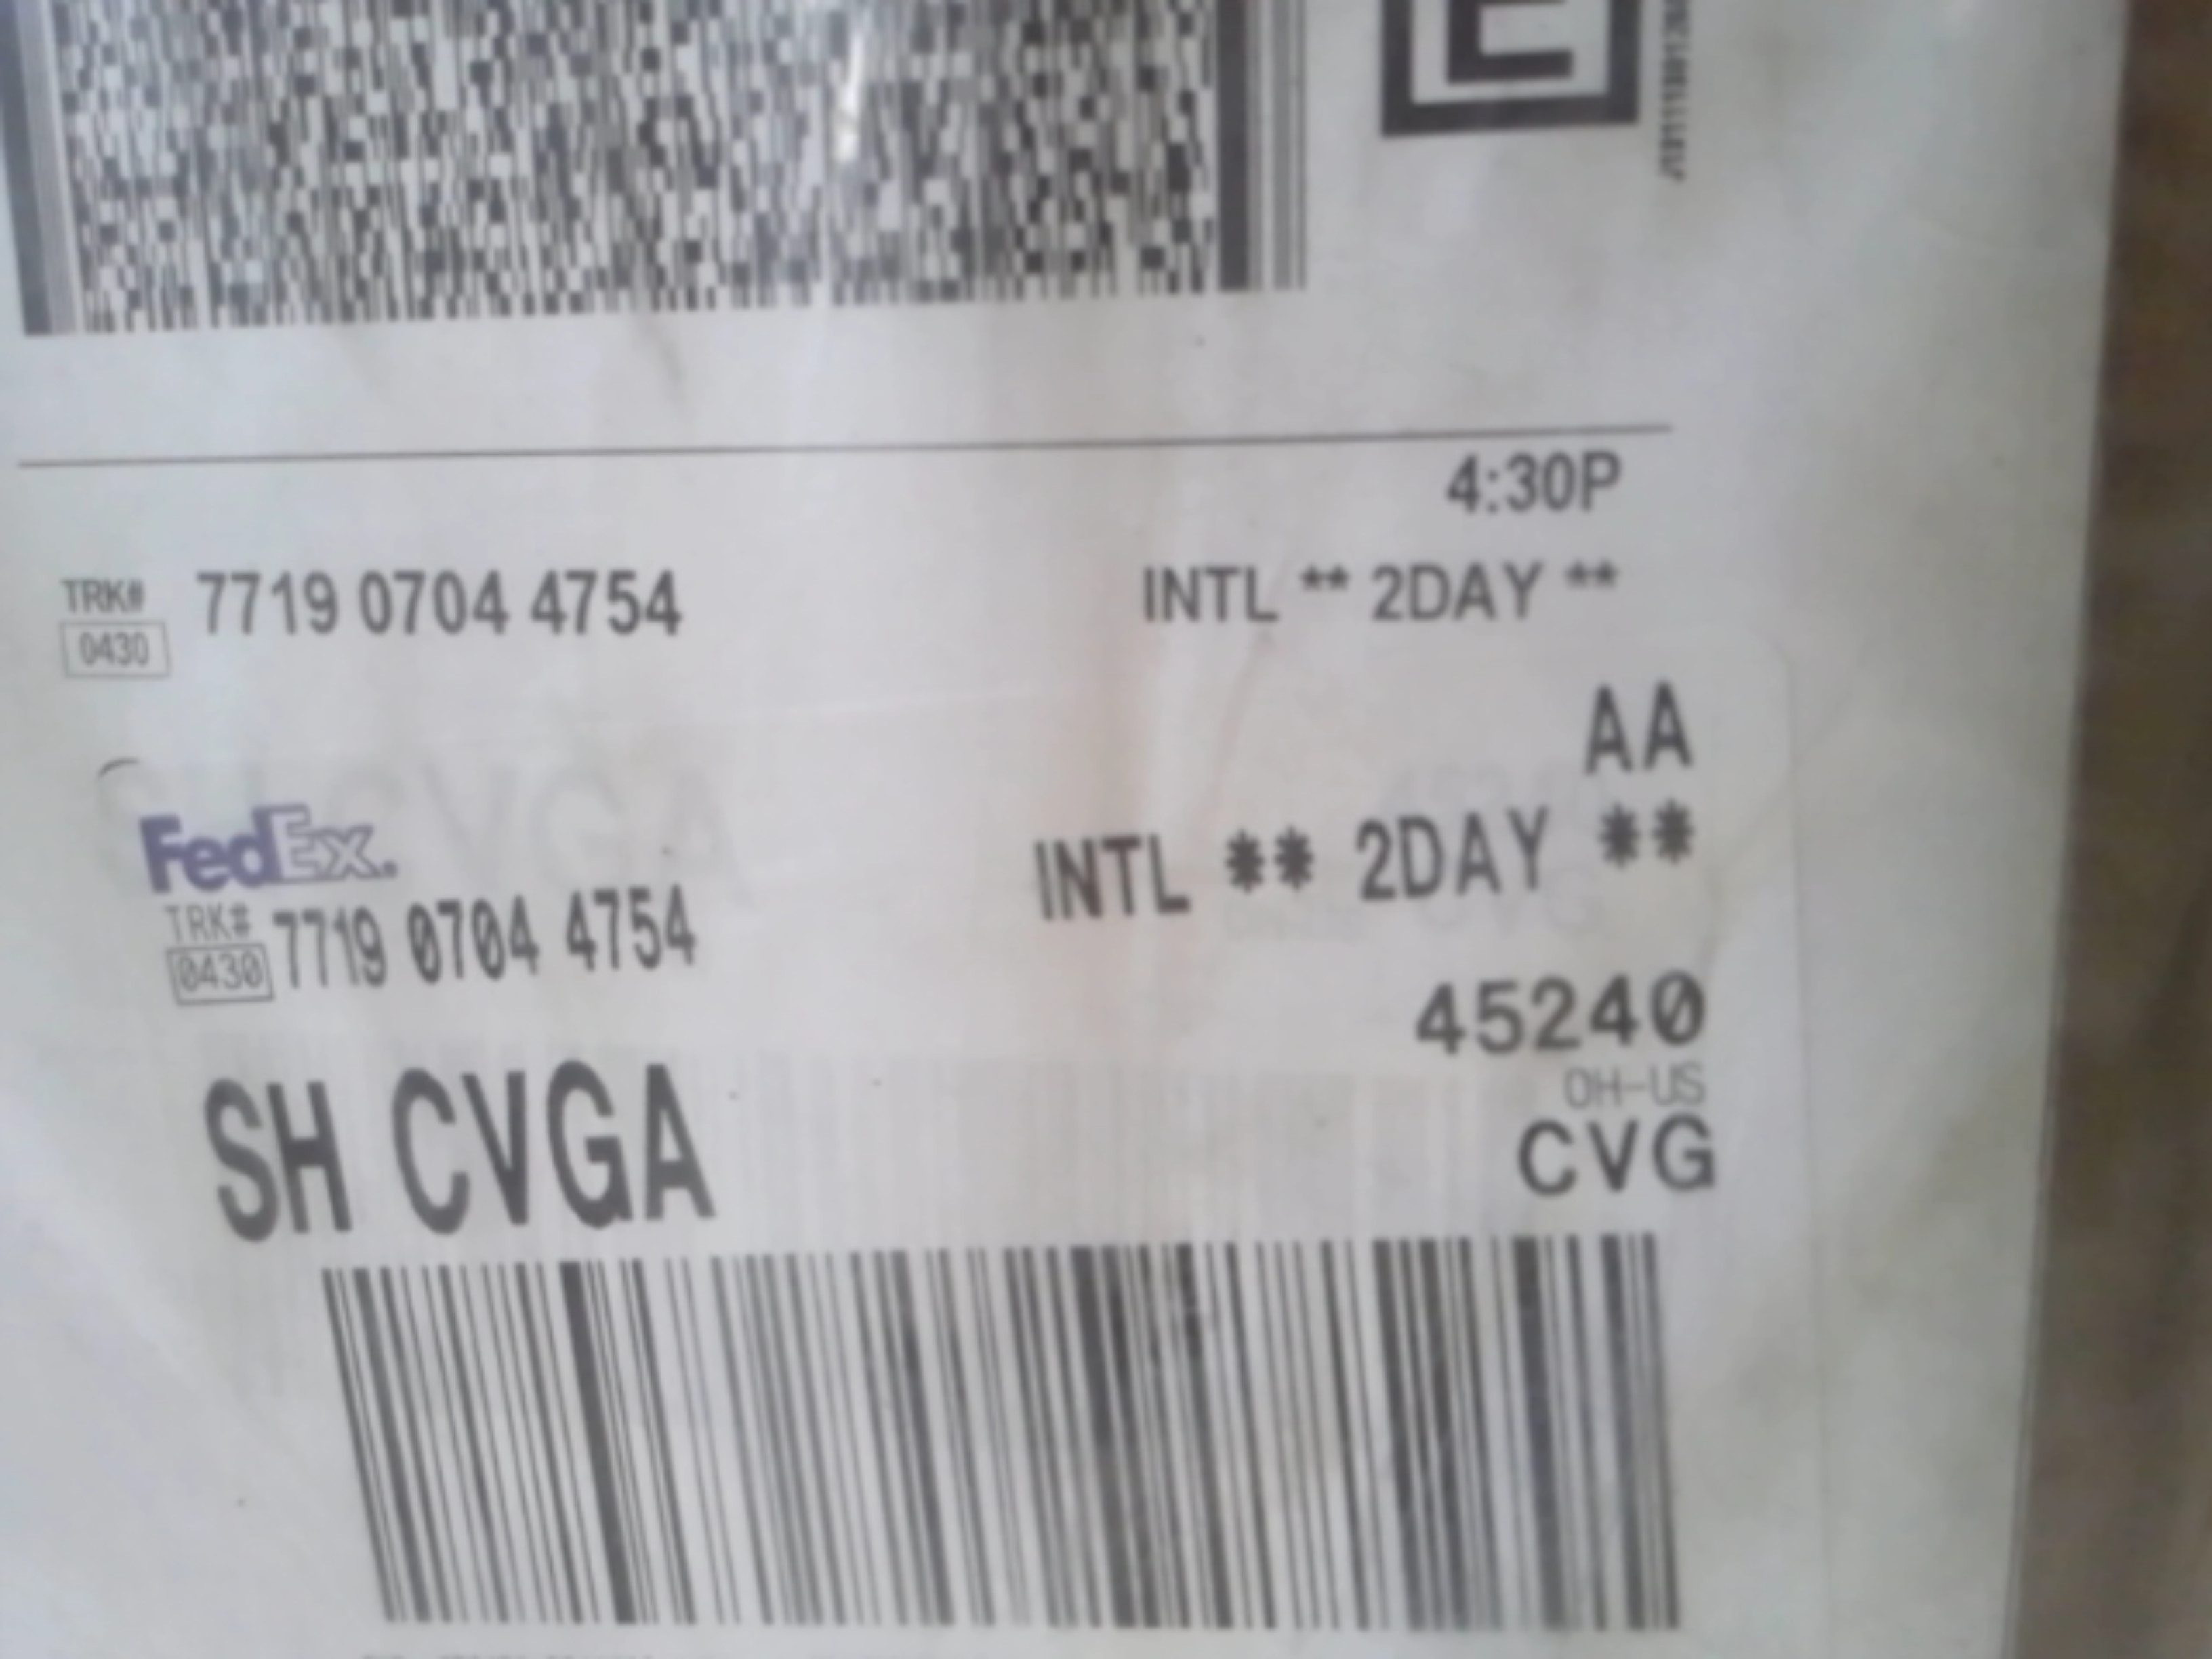 E
4:30P
TRK# 7719 0704 4754 INTL ** 2DAY **
0430
AA
FedEx.
INTL ** 2DAY **
TRK# 7719 0704 4754
0430
45240
OH-US
SH CVGA CVG